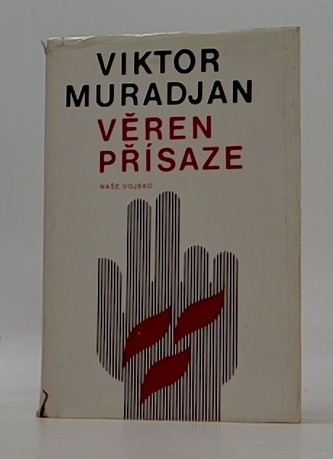 VIKTOR
MURADJAN
VĚREN
PŘÍSAZE
NAŠE VOJSKO